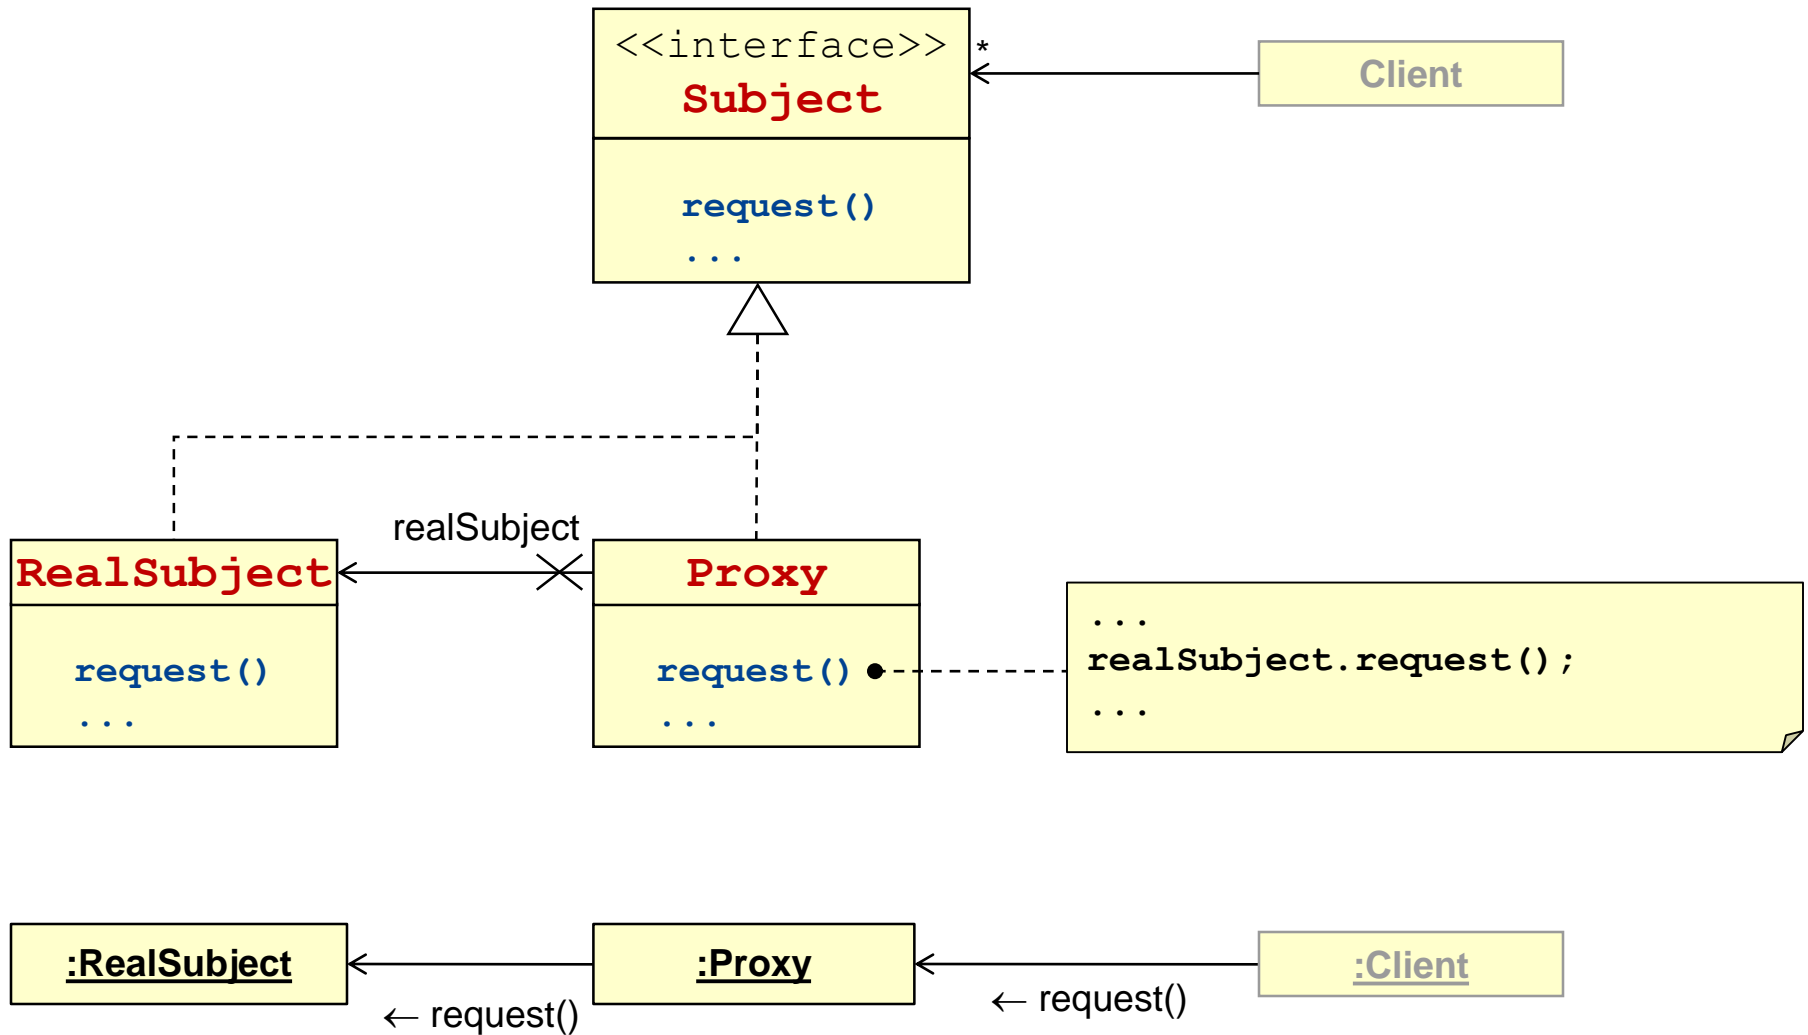 <<interface>>
Subject
*
Client
request()
...
realSubject
RealSubject
Proxy
request()
...
request()
...
...
realSubject.request();
...
:RealSubject
:Proxy
:Client
← request()
← request()